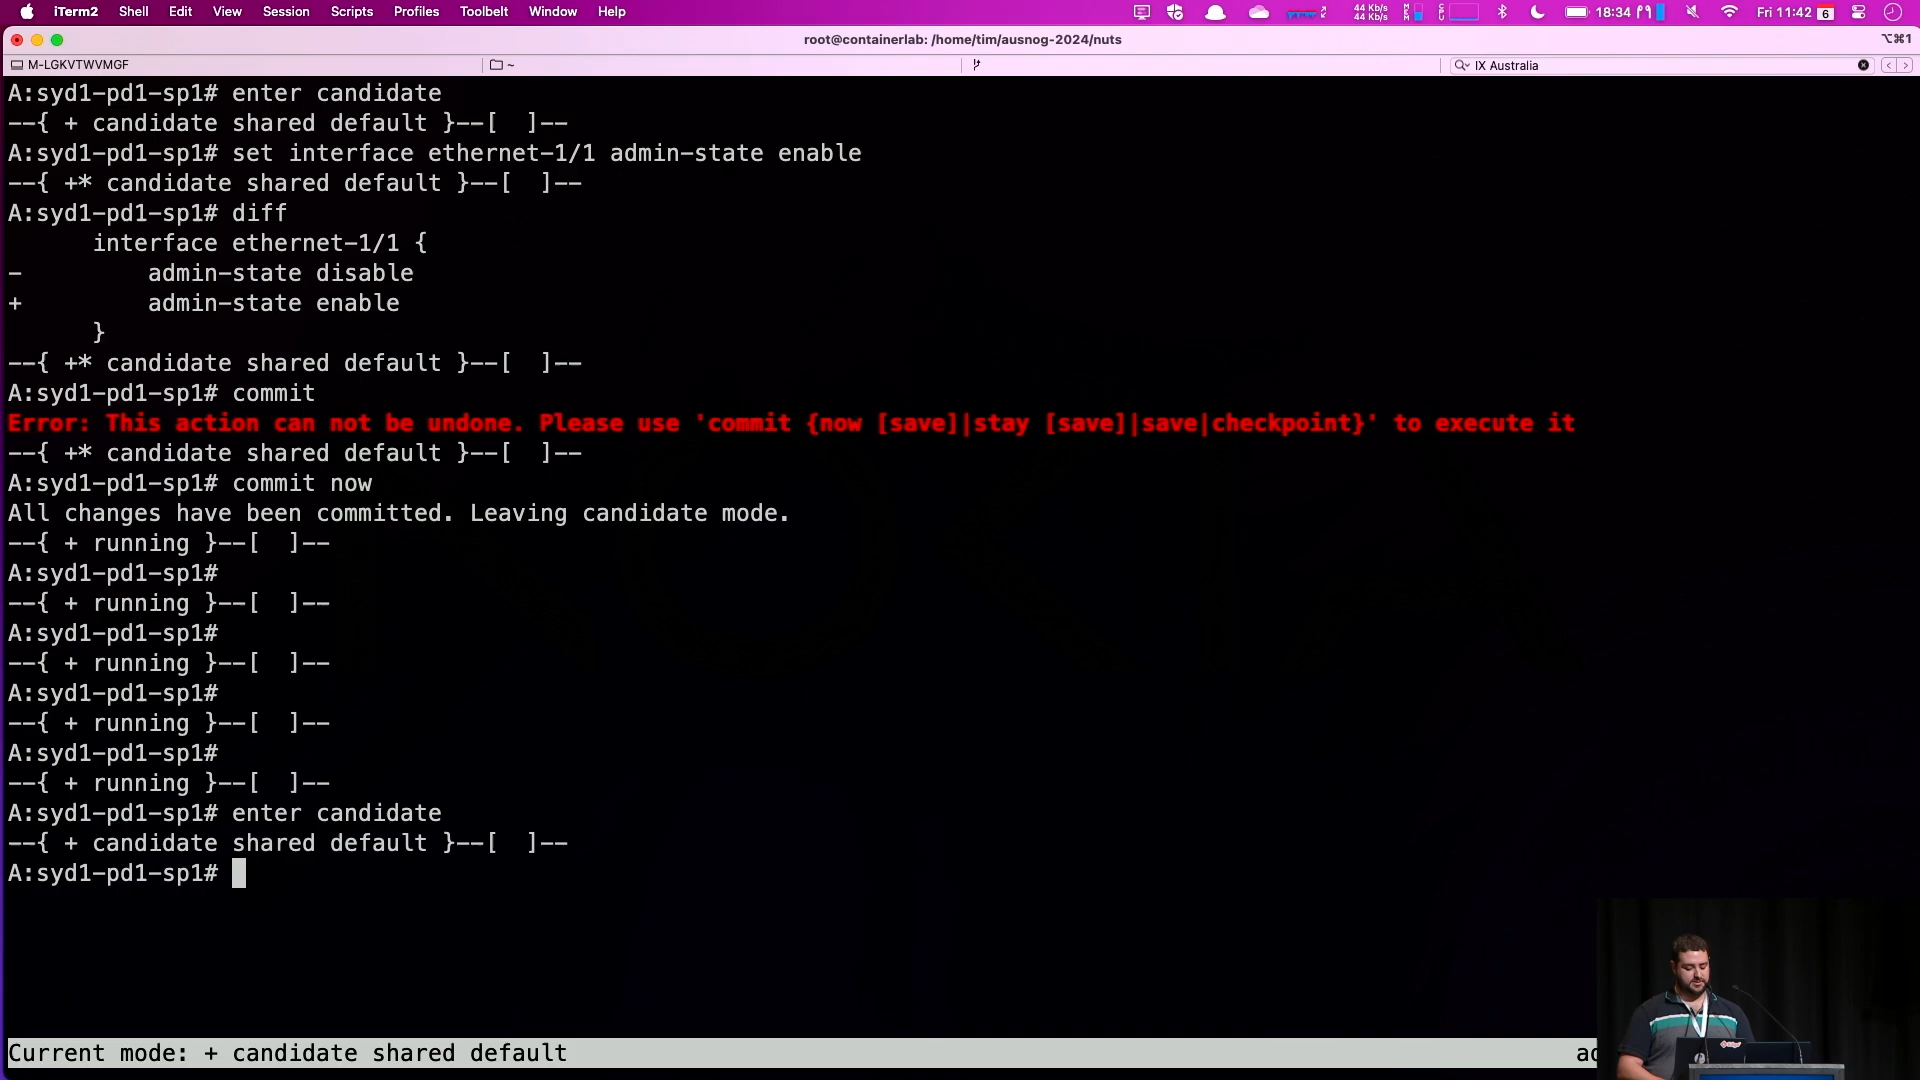 iTerm2 Shell Edit View Session Scripts Profiles Toolbelt Window Help 44 Kb/s 44 Kb/s 18:34 Fri 11:42 6
root@containerlab: /home/tim/ausnog-2024/nuts ⌥⌘1
M-LGKVTWVMGF ~ IX Australia
A:syd1-pd1-sp1# enter candidate
--{ + candidate shared default }--[  ]--
A:syd1-pd1-sp1# set interface ethernet-1/1 admin-state enable
--{ +* candidate shared default }--[  ]--
A:syd1-pd1-sp1# diff
      interface ethernet-1/1 {
-         admin-state disable
+         admin-state enable
      }
--{ +* candidate shared default }--[  ]--
A:syd1-pd1-sp1# commit
Error: This action can not be undone. Please use 'commit {now [save]|stay [save]|save|checkpoint}' to execute it
--{ +* candidate shared default }--[  ]--
A:syd1-pd1-sp1# commit now
All changes have been committed. Leaving candidate mode.
--{ + running }--[  ]--
A:syd1-pd1-sp1#
--{ + running }--[  ]--
A:syd1-pd1-sp1#
--{ + running }--[  ]--
A:syd1-pd1-sp1#
--{ + running }--[  ]--
A:syd1-pd1-sp1#
--{ + running }--[  ]--
A:syd1-pd1-sp1# enter candidate
--{ + candidate shared default }--[  ]--
A:syd1-pd1-sp1#
Current mode: + candidate shared default